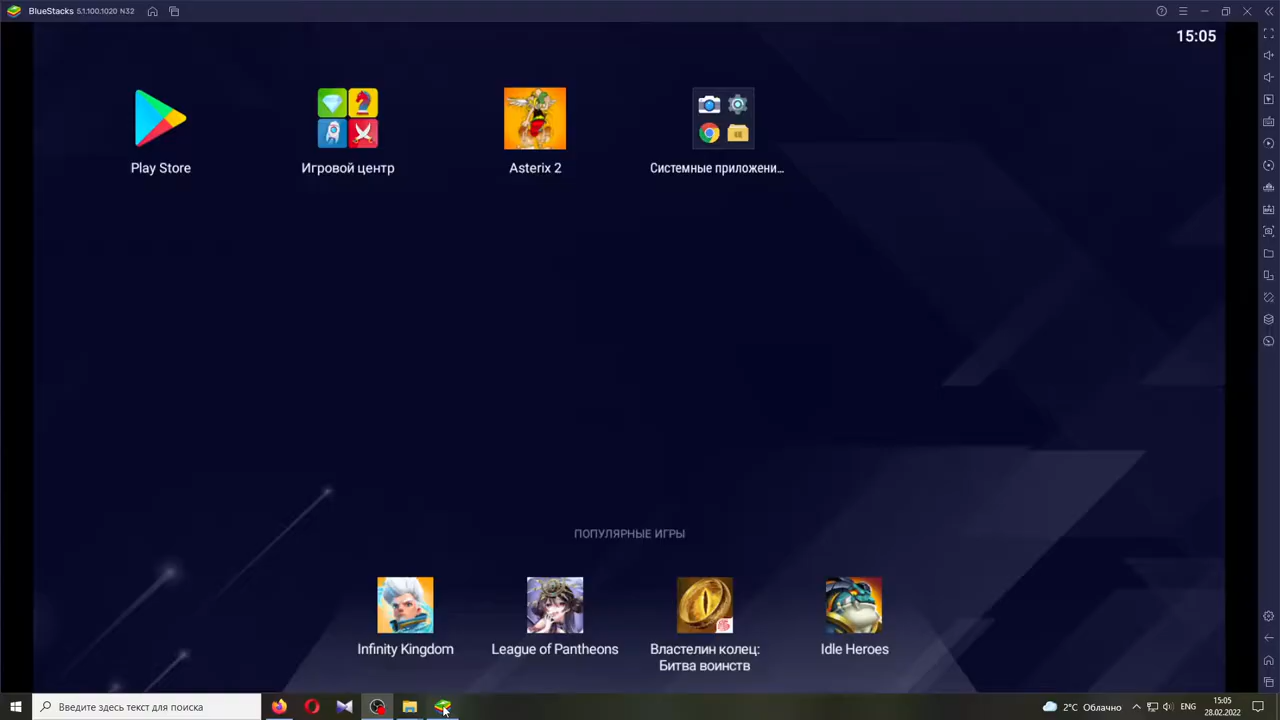 BlueStacks 5.1.100.1020 N32
15:05
Play Store
Игровой центр
Asterix 2
Системные приложени...
ПОПУЛЯРНЫЕ ИГРЫ
Infinity Kingdom
League of Pantheons
Властелин колец:
Битва воинств
Idle Heroes
Введите здесь текст для поиска
2°C Облачно
ENG
15:05
28.02.2022